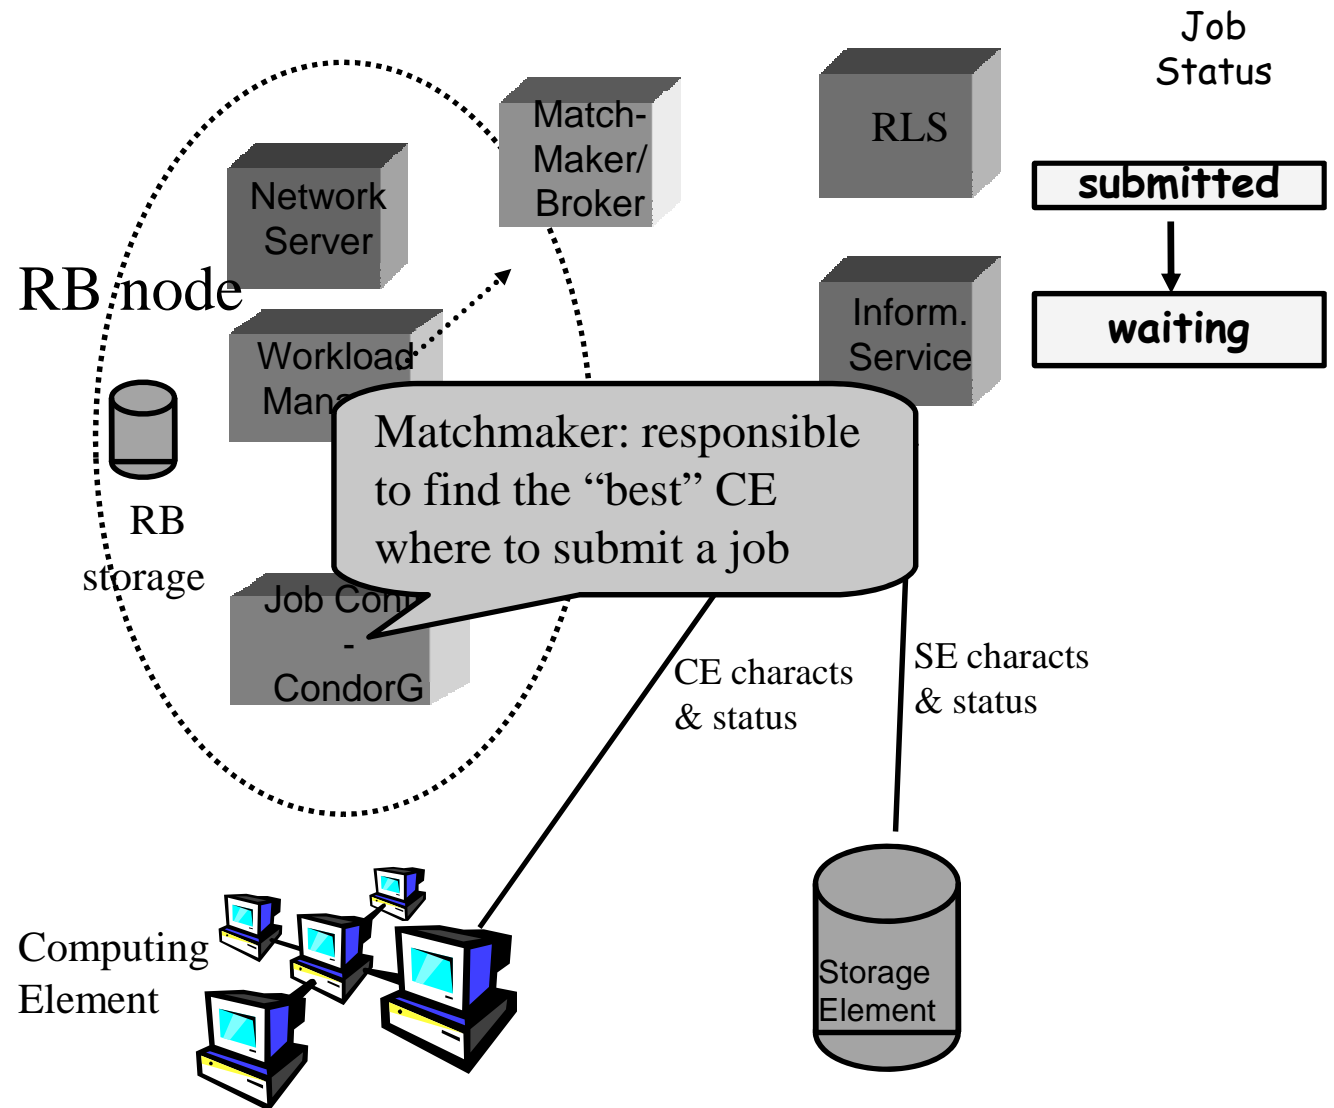 Job
Status
Match-
Maker/
Broker
RLS
Network
Server
submitted
RB node
Inform.
Service
waiting
Workload
Matchmaker: responsible
to find the “best” CE
where to submit a job
RB
storage
Job
-
CondorG
CE characts
& status
SE characts
& status
Computing
Element
Storage
Element